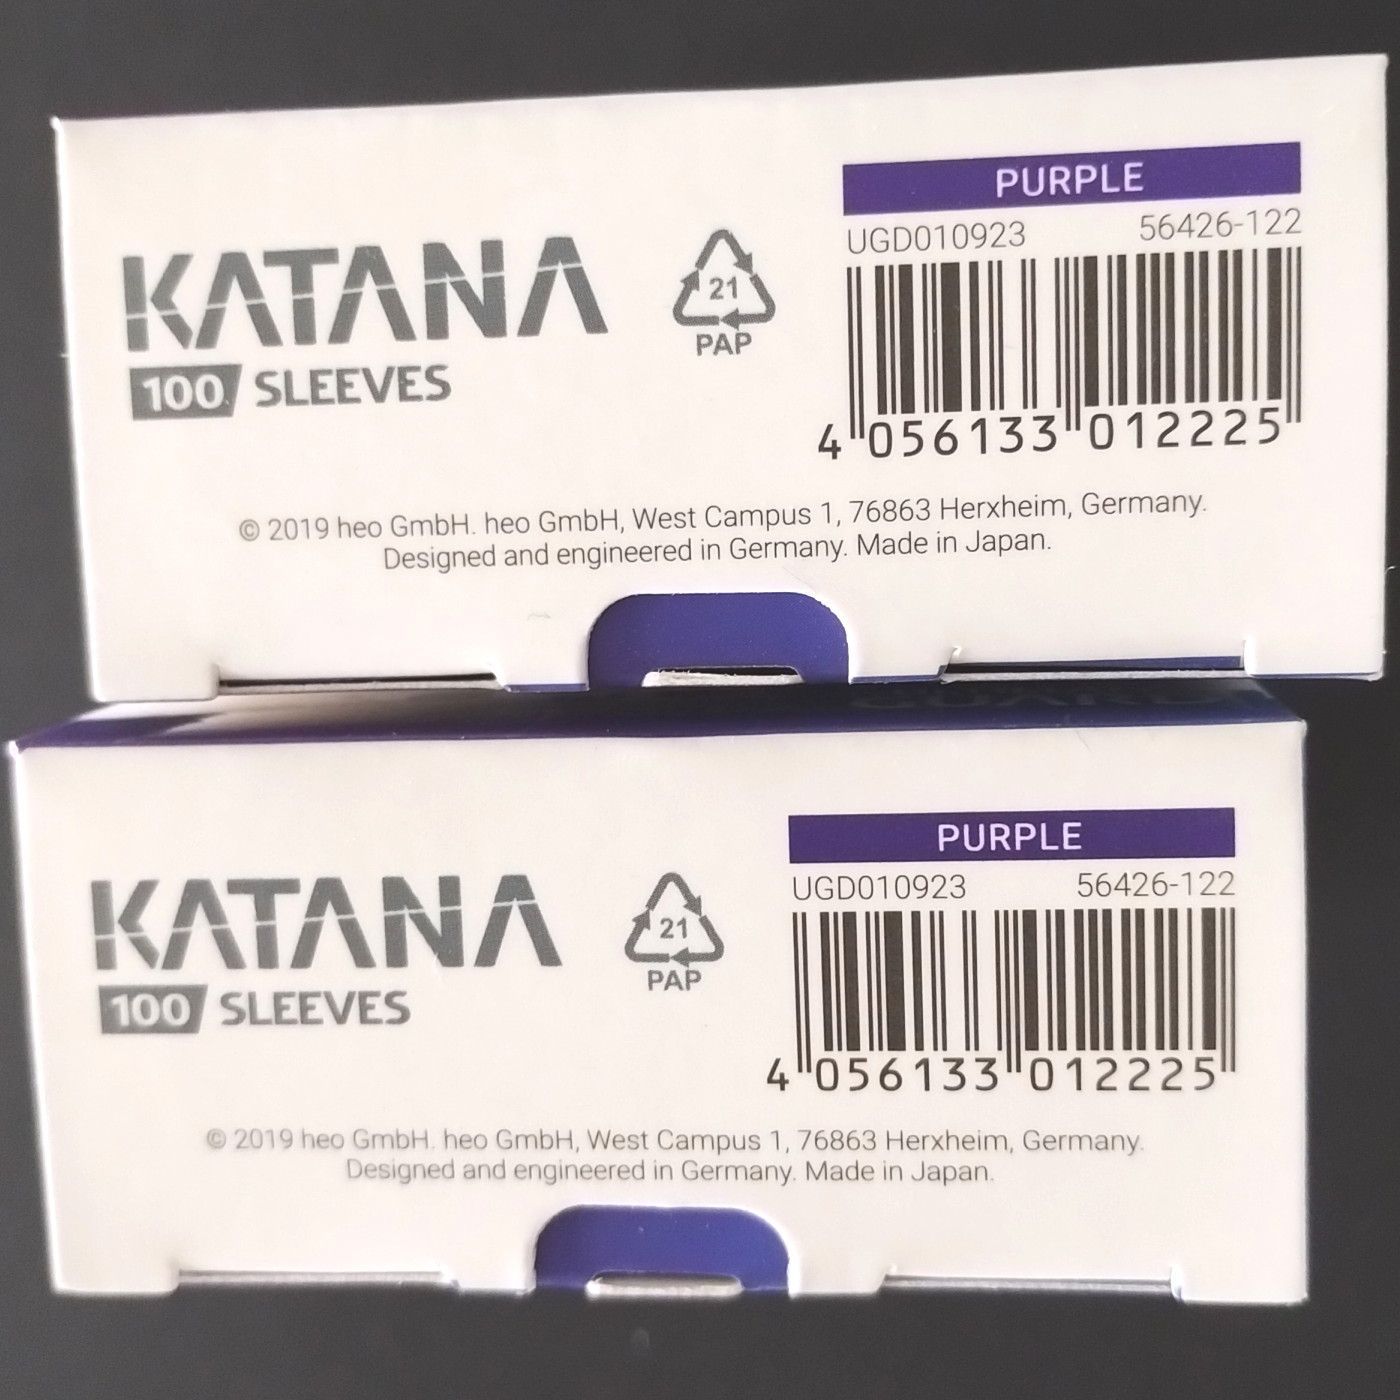 PURPLE
UGD010923 56426-122
KATANA
21
PAP
100 SLEEVES
4 056133 012225
© 2019 heo GmbH. heo GmbH, West Campus 1, 76863 Herxheim, Germany.
Designed and engineered in Germany. Made in Japan.
PURPLE
UGD010923 56426-122
KATANA
21
PAP
100 SLEEVES
4 056133 012225
© 2019 heo GmbH. heo GmbH, West Campus 1, 76863 Herxheim, Germany.
Designed and engineered in Germany. Made in Japan.